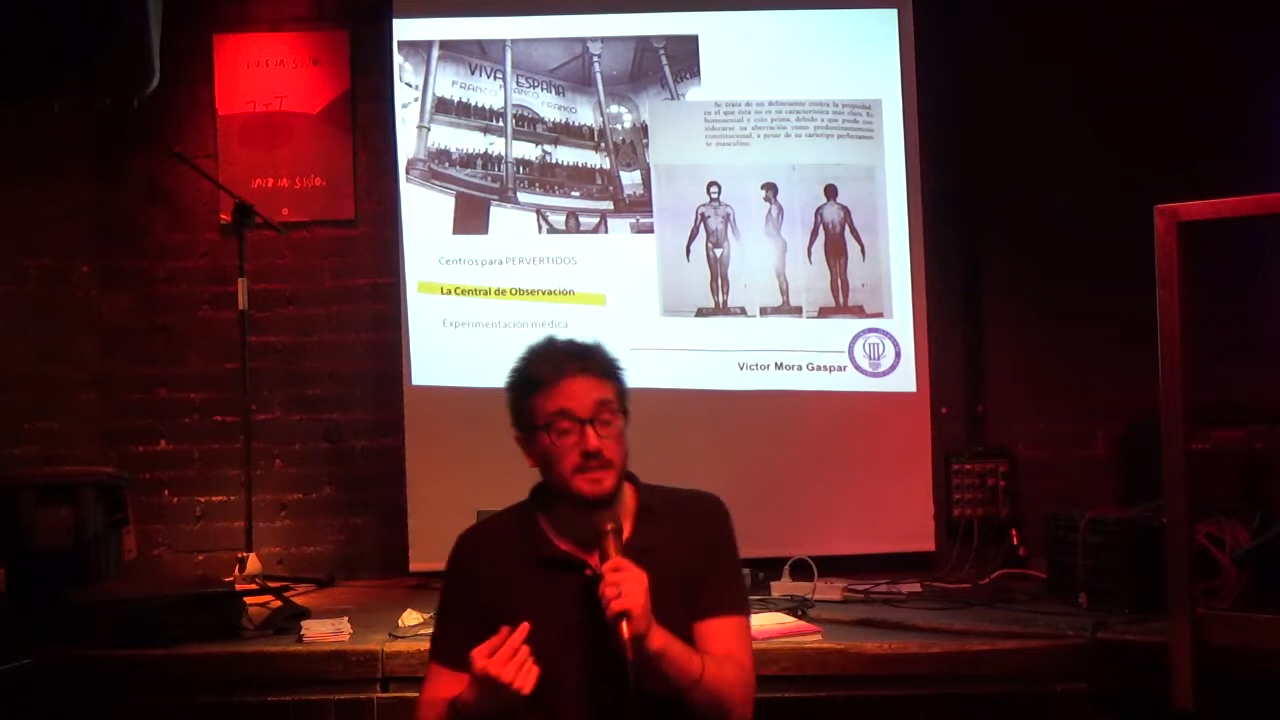 VIVA ESPAÑA
FRANCO FRANCO FRANCO
Se trata de un delincuente contra la propiedad,
en el que ésta no es su característica más clara. Es
homosexual y esto prima, debido a que puede con-
siderarse su aberración como predominantemente
constitucional, a pesar de su cariotipo perfectamen-
te masculino.
Centros para PERVERTIDOS
La Central de Observación
Experimentación médica
Victor Mora Gaspar